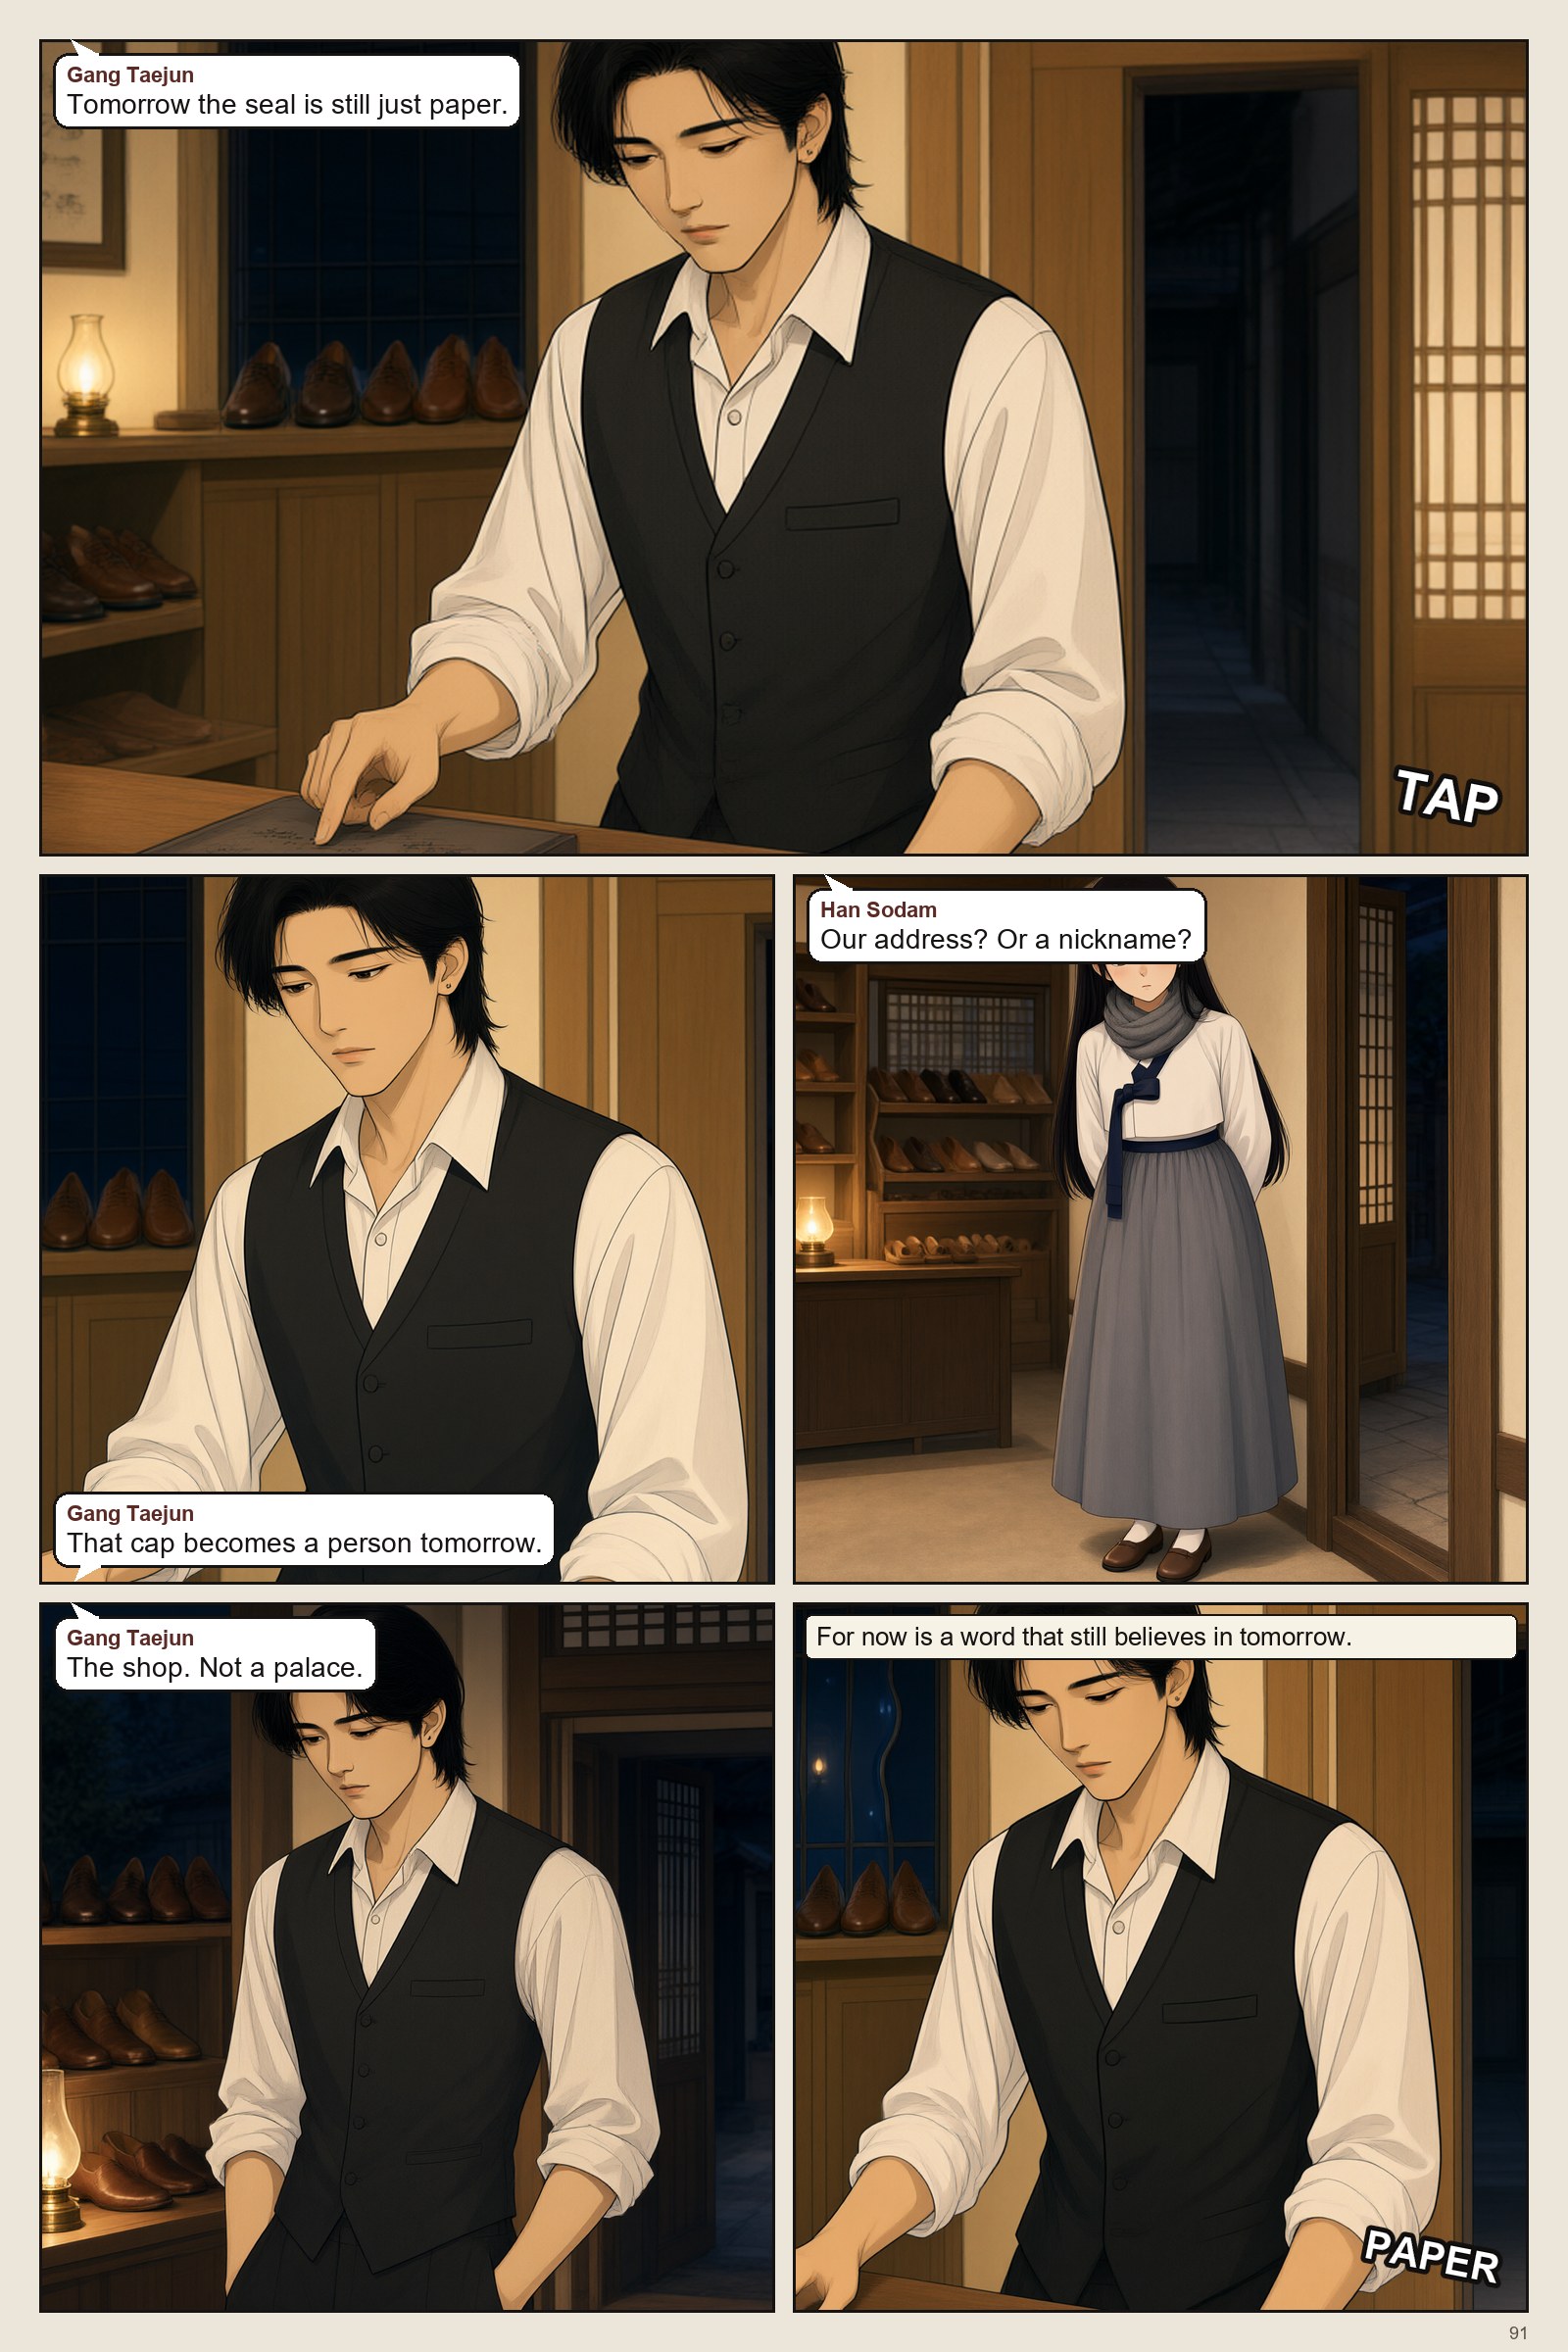 Gang Taejun
Tomorrow the seal is still just paper.
TAP
Gang Taejun
That cap becomes a person tomorrow.
Han Sodam
Our address? Or a nickname?
Gang Taejun
The shop. Not a palace.
For now is a word that still believes in tomorrow.
PAPER
91